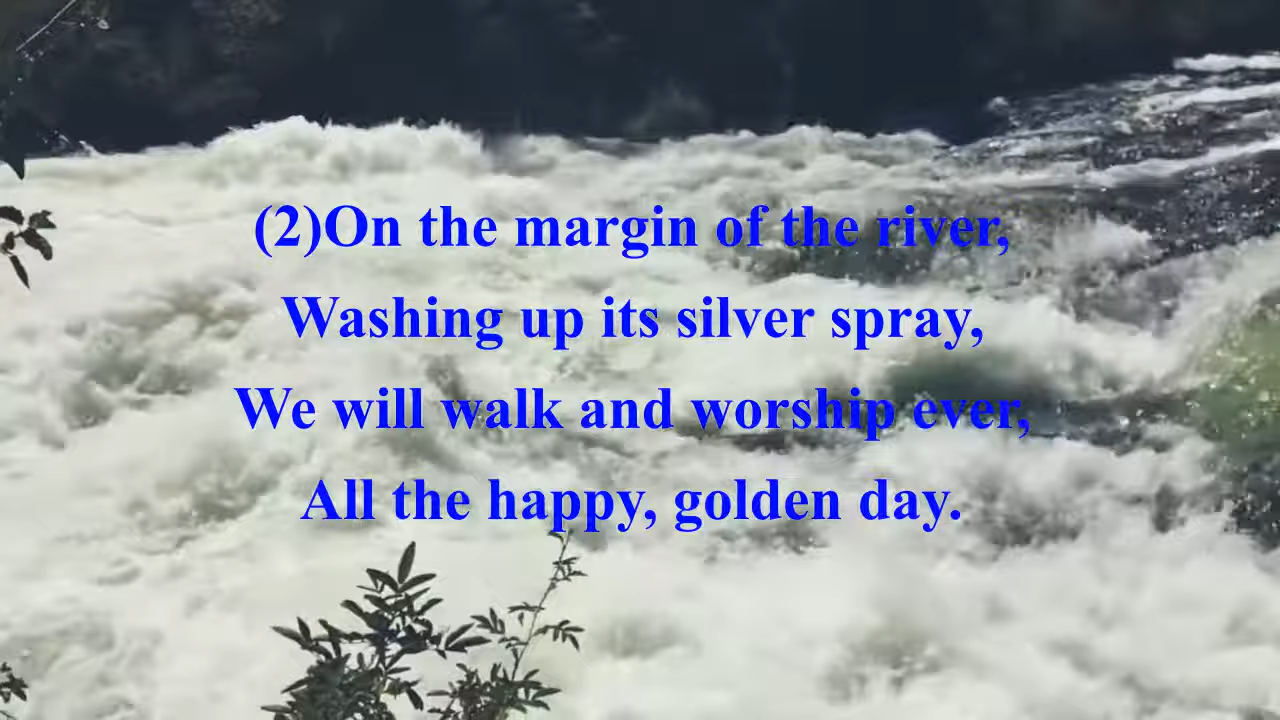 (2)On the margin of the river,
Washing up its silver spray,
We will walk and worship ever,
All the happy, golden day.